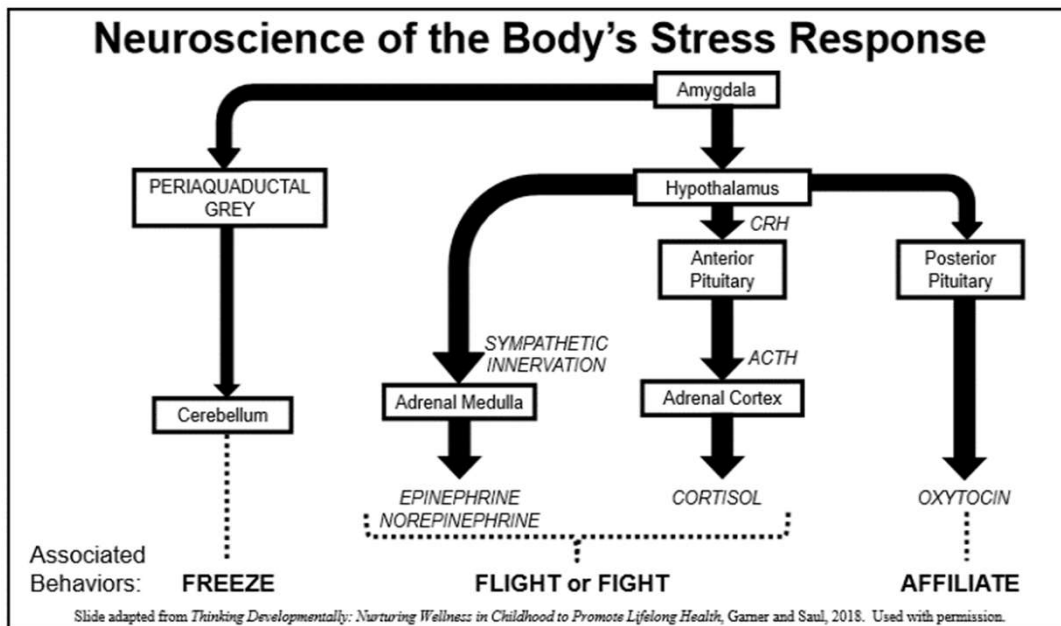 Neuroscience of the Body's Stress Response
Amygdala
PERIAQUADUCTAL
GREY
Hypothalamus
CRH
Anterior
Pituitary
Posterior
Pituitary
SYMPATHETIC
INNERVATION
ACTH
Cerebellum
Adrenal Medulla
Adrenal Cortex
EPINEPHRINE
NOREPINEPHRINE
CORTISOL
OXYTOCIN
Associated
Behaviors:
FREEZE
FLIGHT or FIGHT
AFFILIATE
Slide adapted from Thinking Developmentally: Nurturing Wellness in Childhood to Promote Lifelong Health, Garner and Saul, 2018. Used with permission.